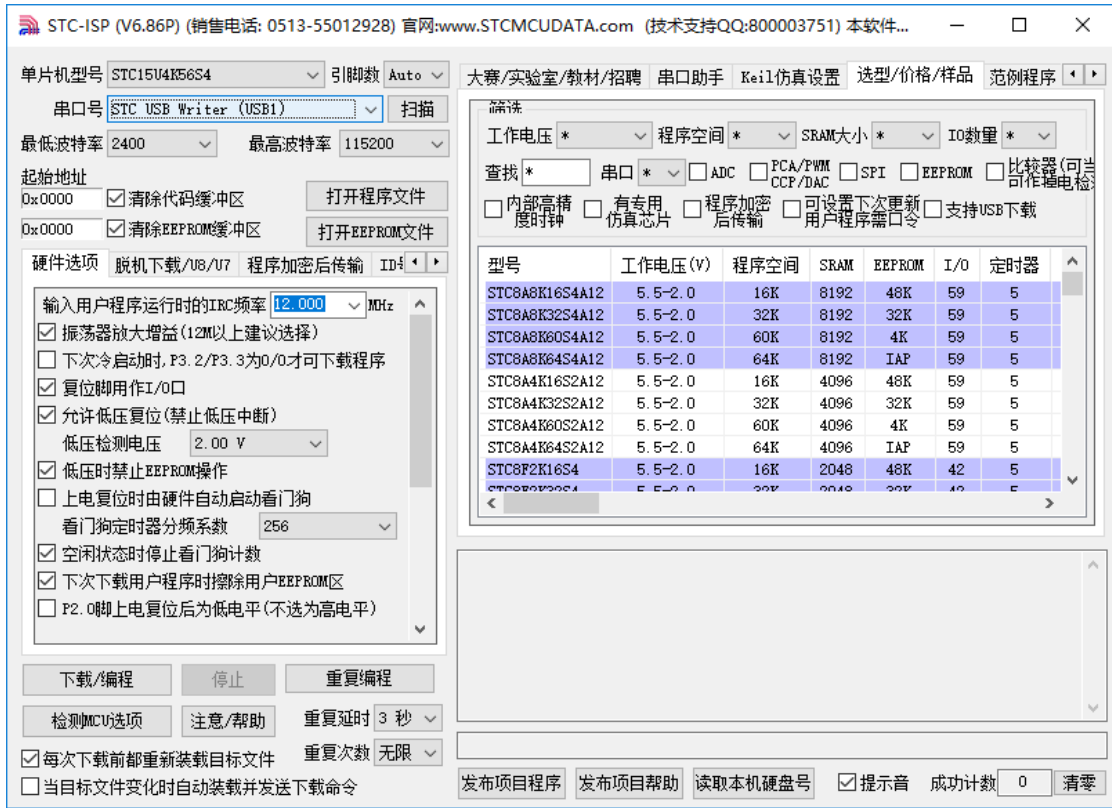 STC-ISP (V6.86P) (销售电话: 0513-55012928) 官网:www.STCMCUDATA.com (技术支持QQ:800003751) 本软件...
单片机型号 STC15U4K56S4 引脚数 Auto
串口号 STC USB Writer (USB1) 扫描
最低波特率 2400 最高波特率 115200
起始地址
0x0000 清除代码缓冲区 打开程序文件
0x0000 清除EEPROM缓冲区 打开EEPROM文件
硬件选项 脱机下载/U8/U7 程序加密后传输
输入用户程序运行时的IRC频率 12.000 MHz
振荡器放大增益(12M以上建议选择)
下次冷启动时,P3.2/P3.3为0/0才可下载程序
复位脚用作I/O口
允许低压复位(禁止低压中断)
低压检测电压 2.00 V
低压时禁止EEPROM操作
上电复位时由硬件自动启动看门狗
看门狗定时器分频系数 256
空闲状态时停止看门狗计数
下次下载用户程序时擦除用户EEPROM区
P2.0脚上电复位后为低电平(不选为高电平)
下载/编程 停止 重复编程
检测MCU选项 注意/帮助 重复延时 3 秒
每次下载前都重新装载目标文件 重复次数 无限
当目标文件变化时自动装载并发送下载命令
大赛/实验室/教材/招聘 串口助手 Keil仿真设置 选型/价格/样品 范例程序
筛选
工作电压 * 程序空间 * SRAM大小 * IO数量 *
查找 * 串口 * ADC PCA/PWM CCP/DAC SPI EEPROM 比较器(可当 可作掉电检
内部高精度时钟 有专用仿真芯片 程序加密后传输 可设置下次更新用户程序需口令 支持USB下载
型号 工作电压(V) 程序空间 SRAM EEPROM I/O 定时器
STC8A8K16S4A12 5.5-2.0 16K 8192 48K 59 5
STC8A8K32S4A12 5.5-2.0 32K 8192 32K 59 5
STC8A8K60S4A12 5.5-2.0 60K 8192 4K 59 5
STC8A8K64S4A12 5.5-2.0 64K 8192 IAP 59 5
STC8A4K16S2A12 5.5-2.0 16K 4096 48K 59 5
STC8A4K32S2A12 5.5-2.0 32K 4096 32K 59 5
STC8A4K60S2A12 5.5-2.0 60K 4096 4K 59 5
STC8A4K64S2A12 5.5-2.0 64K 4096 IAP 59 5
STC8F2K16S4 5.5-2.0 16K 2048 48K 42 5
STC8F2K32S4 5.5-2.0 32K 2048 32K 42 5
发布项目程序 发布项目帮助 读取本机硬盘号 提示音 成功计数 0 清零